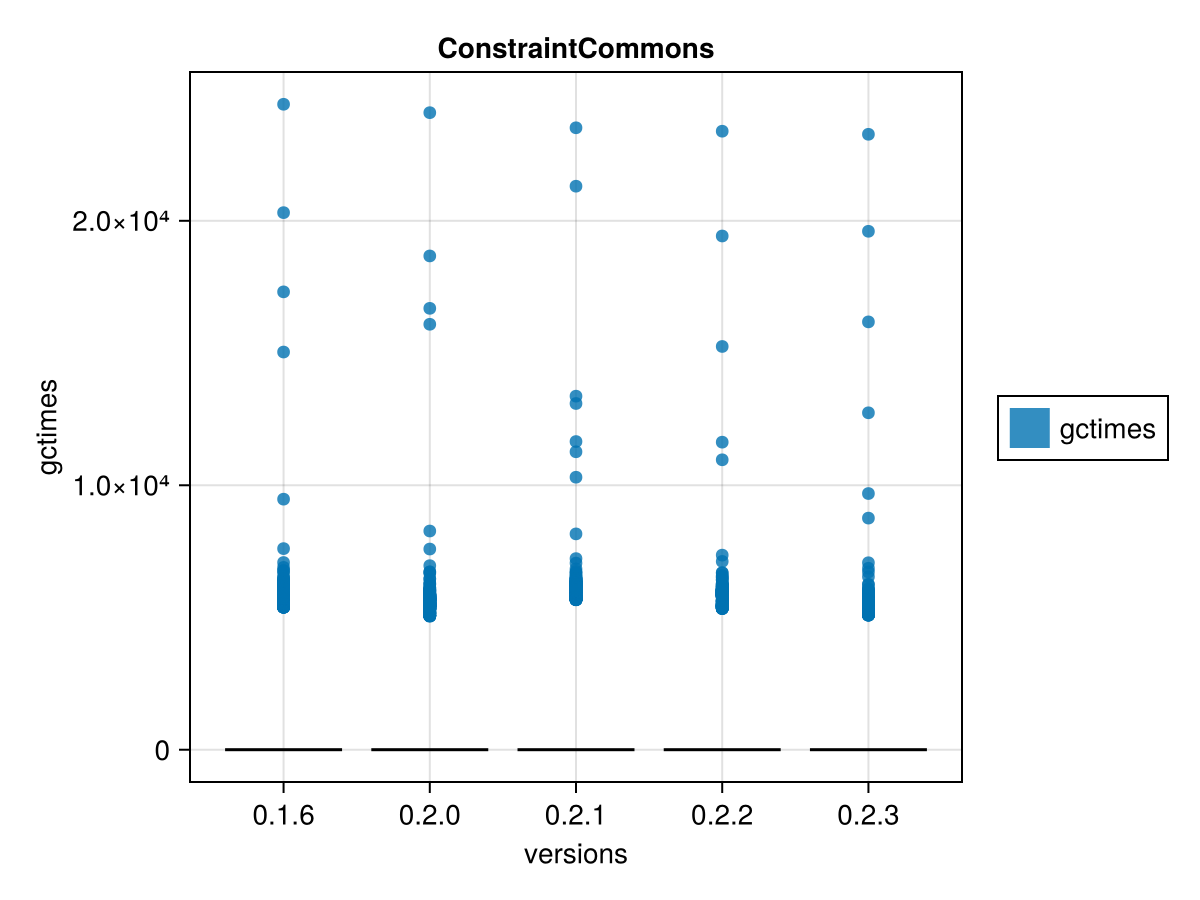 ConstraintCommons
2.0×10⁴
1.0×10⁴
0
gctimes
0.1.6 0.2.0 0.2.1 0.2.2 0.2.3
versions
gctimes